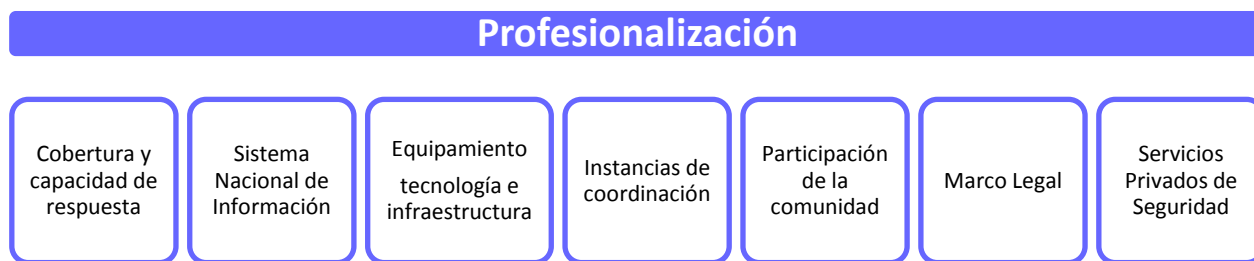 Profesionalización
Cobertura y
capacidad de
respuesta
Sistema
Nacional de
Información
Equipamiento
tecnología e
infraestructura
Instancias de
coordinación
Participación
de la
comunidad
Marco Legal
Servicios
Privados de
Seguridad